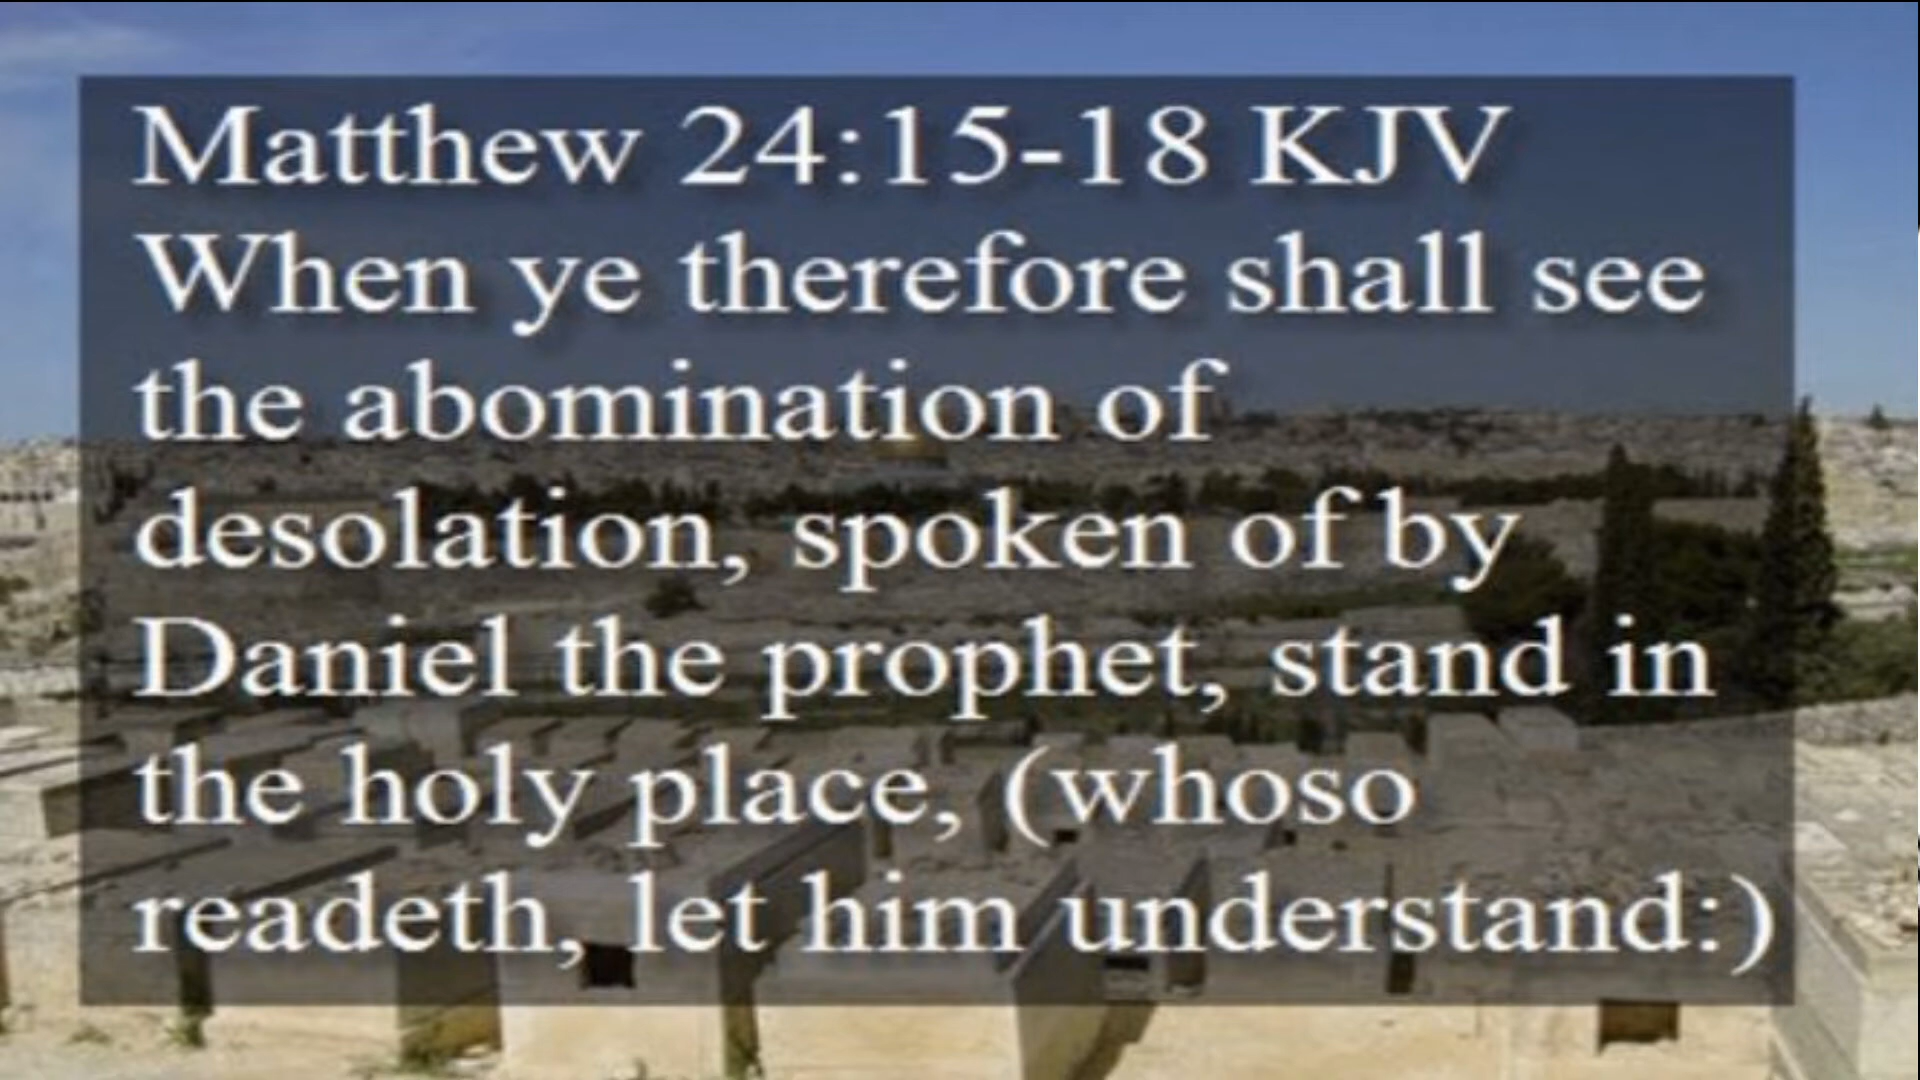 Matthew 24:15-18 KJV
When ye therefore shall see
the abomination of
desolation, spoken of by
Daniel the prophet, stand in
the holy place, (whoso
readeth, let him understand:)